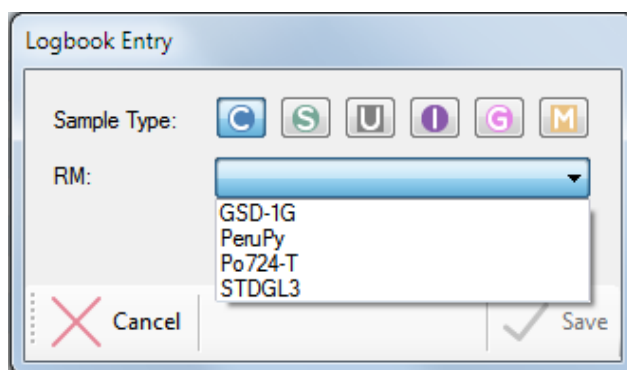 Logbook Entry
Sample Type: C S U I G M
RM:
GSD-1G
PeruPy
Po724-T
STDGL3
Cancel Save